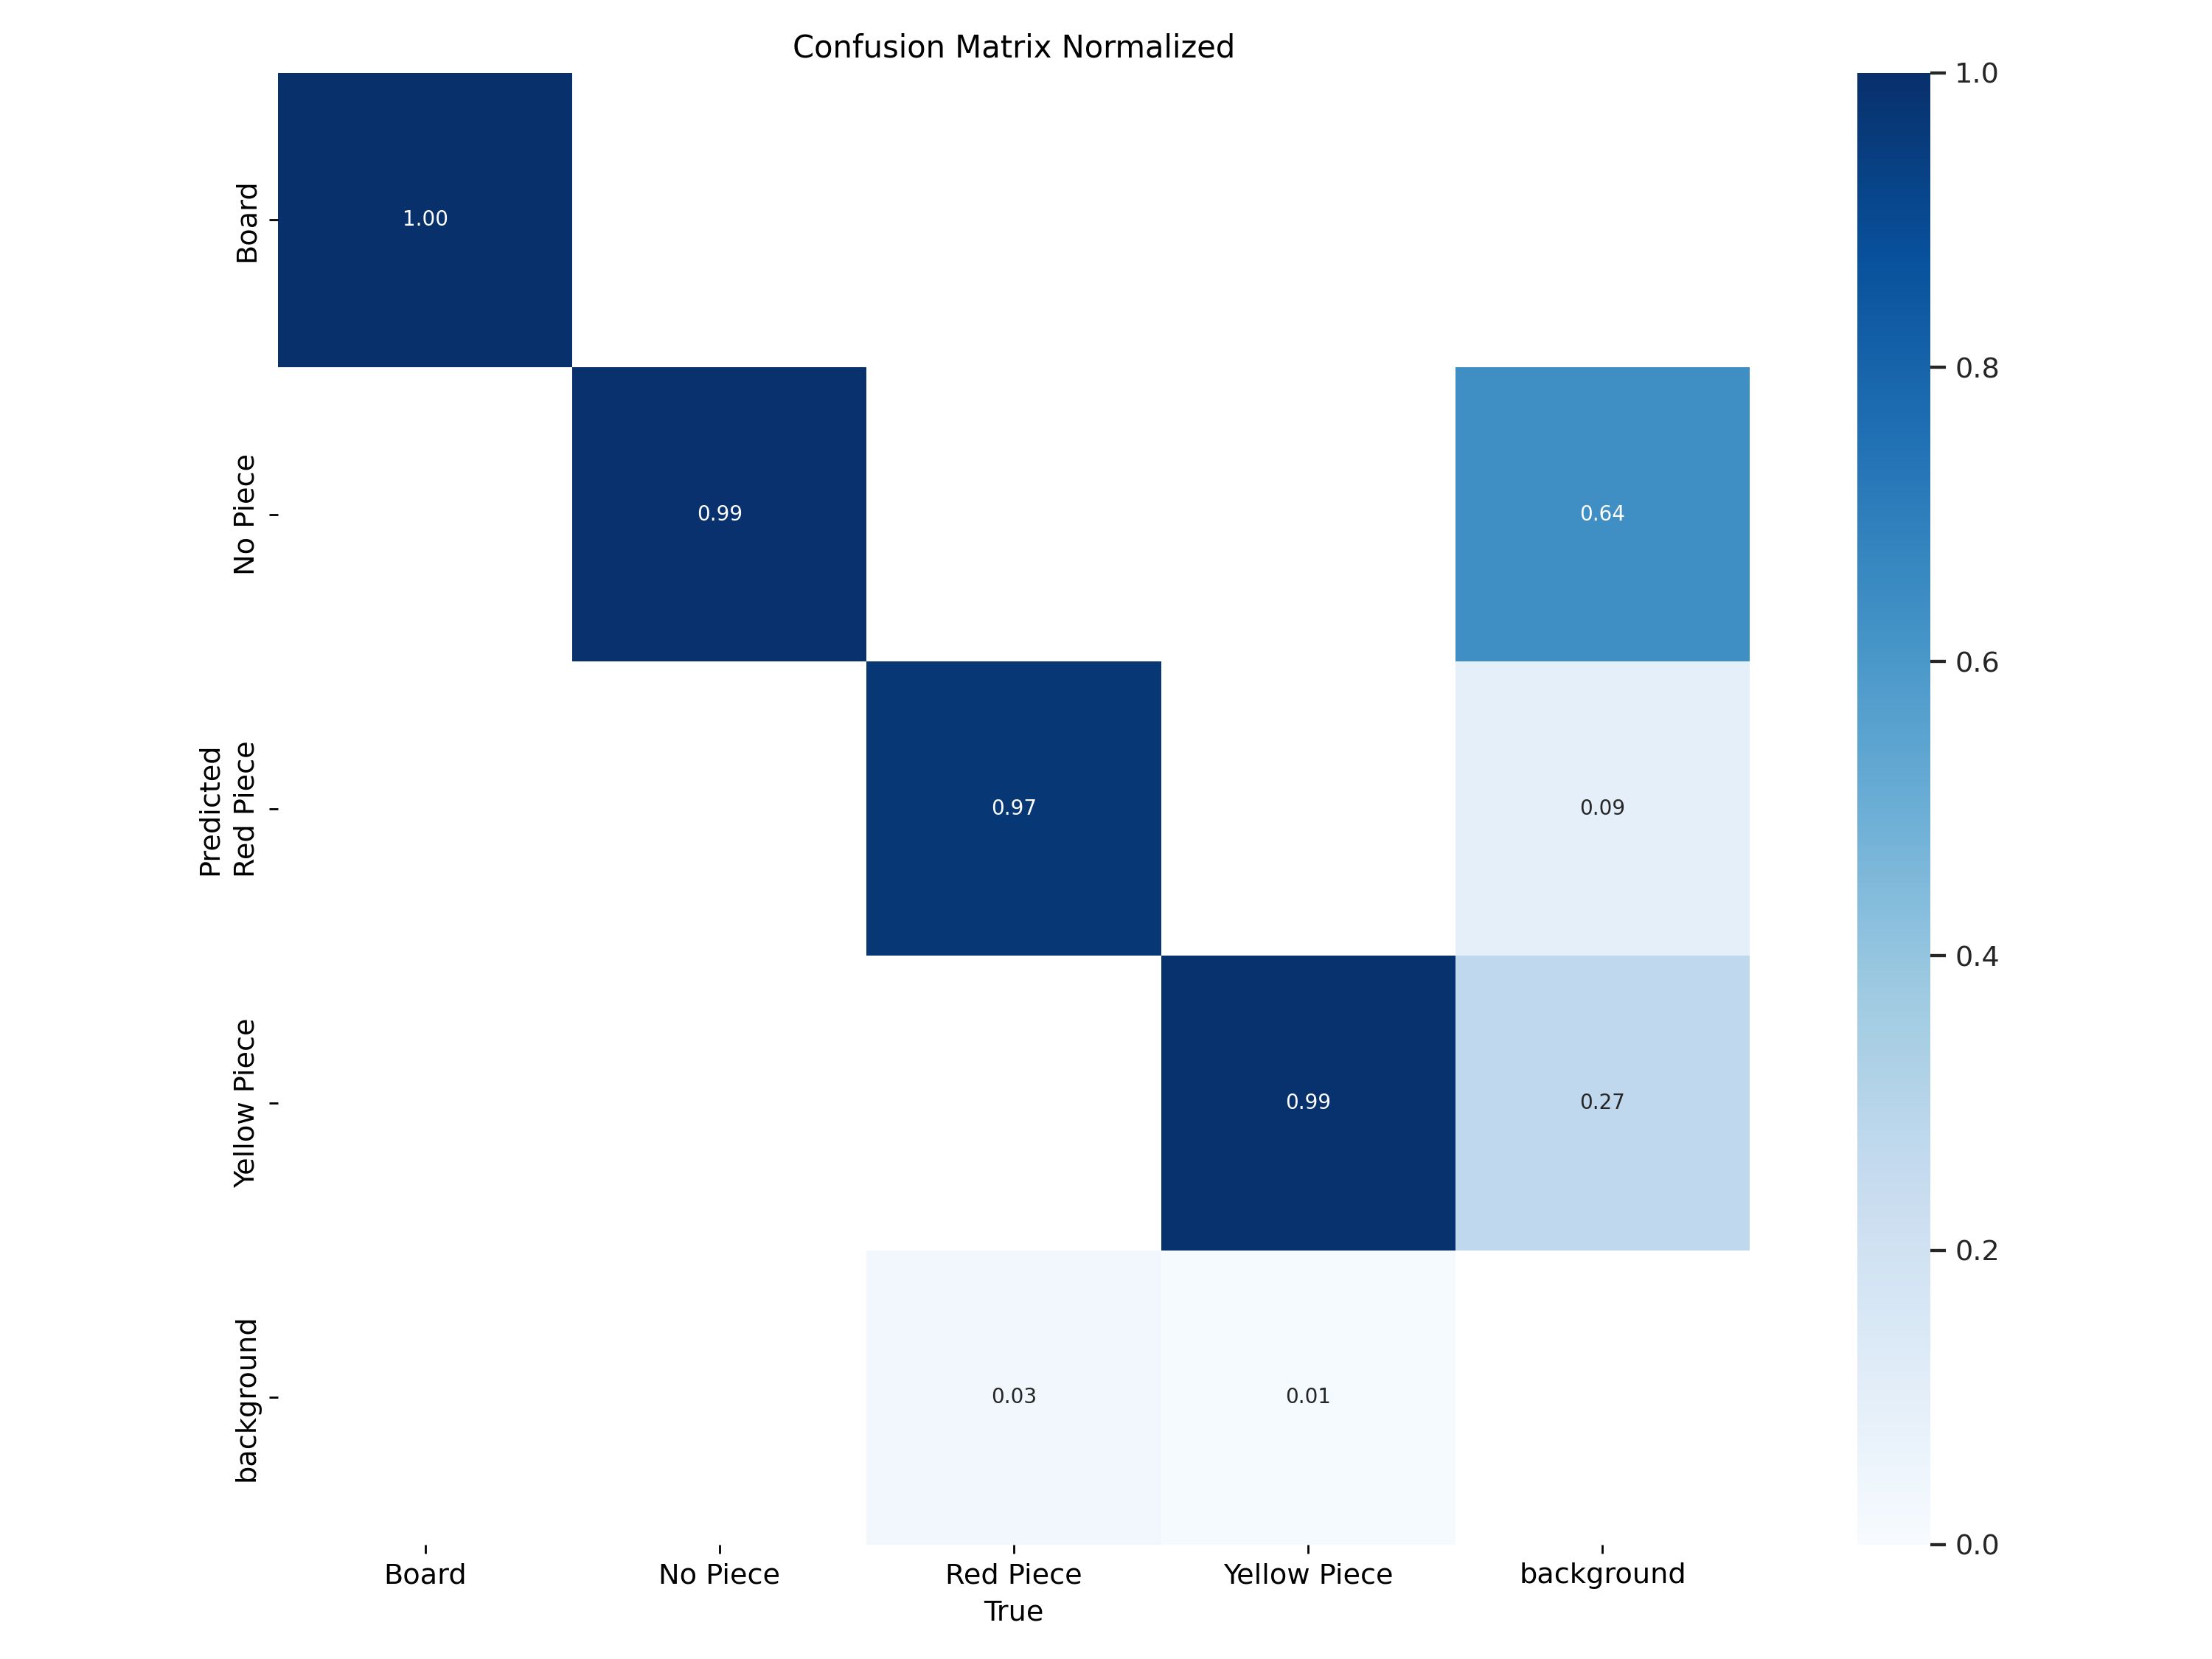 Confusion Matrix Normalized
1.0
Board
1.00
0.8
No Piece
0.99
0.64
0.6
Predicted
Red Piece
0.97
0.09
0.4
Yellow Piece
0.99
0.27
0.2
background
0.03
0.01
0.0
Board
No Piece
Red Piece
Yellow Piece
background
True